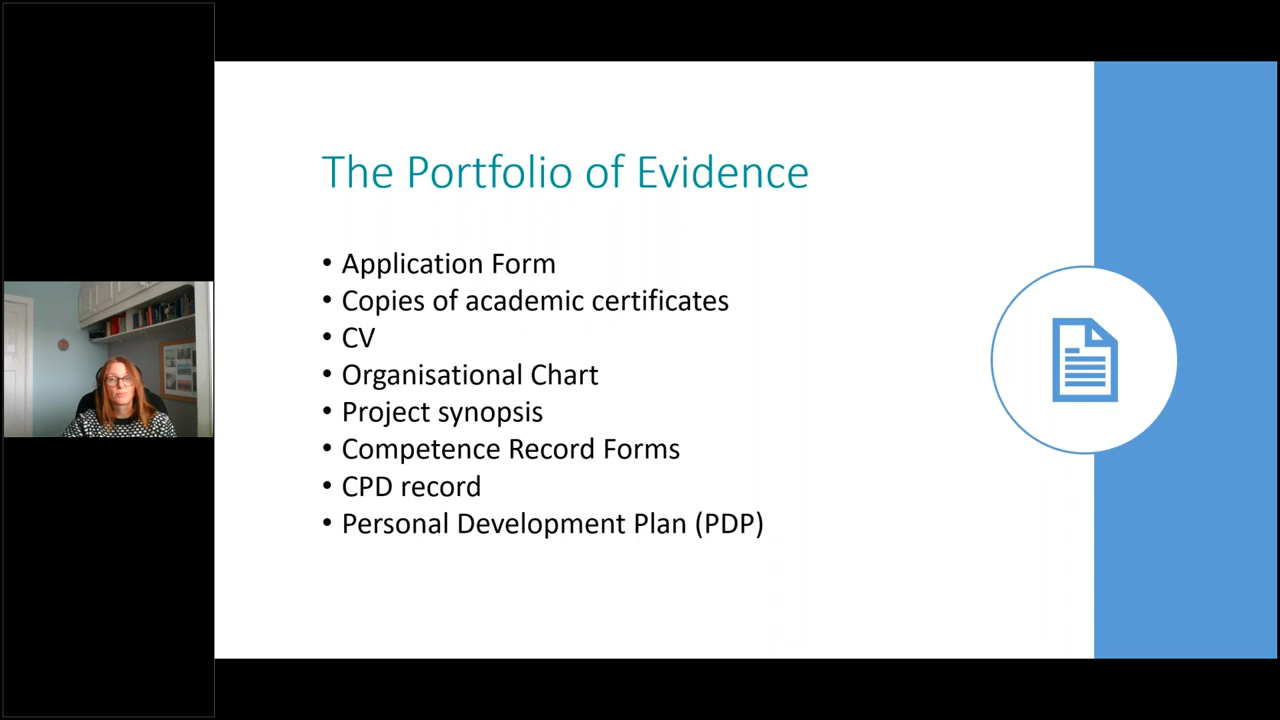 The Portfolio of Evidence
• Application Form
• Copies of academic certificates
• CV
• Organisational Chart
• Project synopsis
• Competence Record Forms
• CPD record
• Personal Development Plan (PDP)